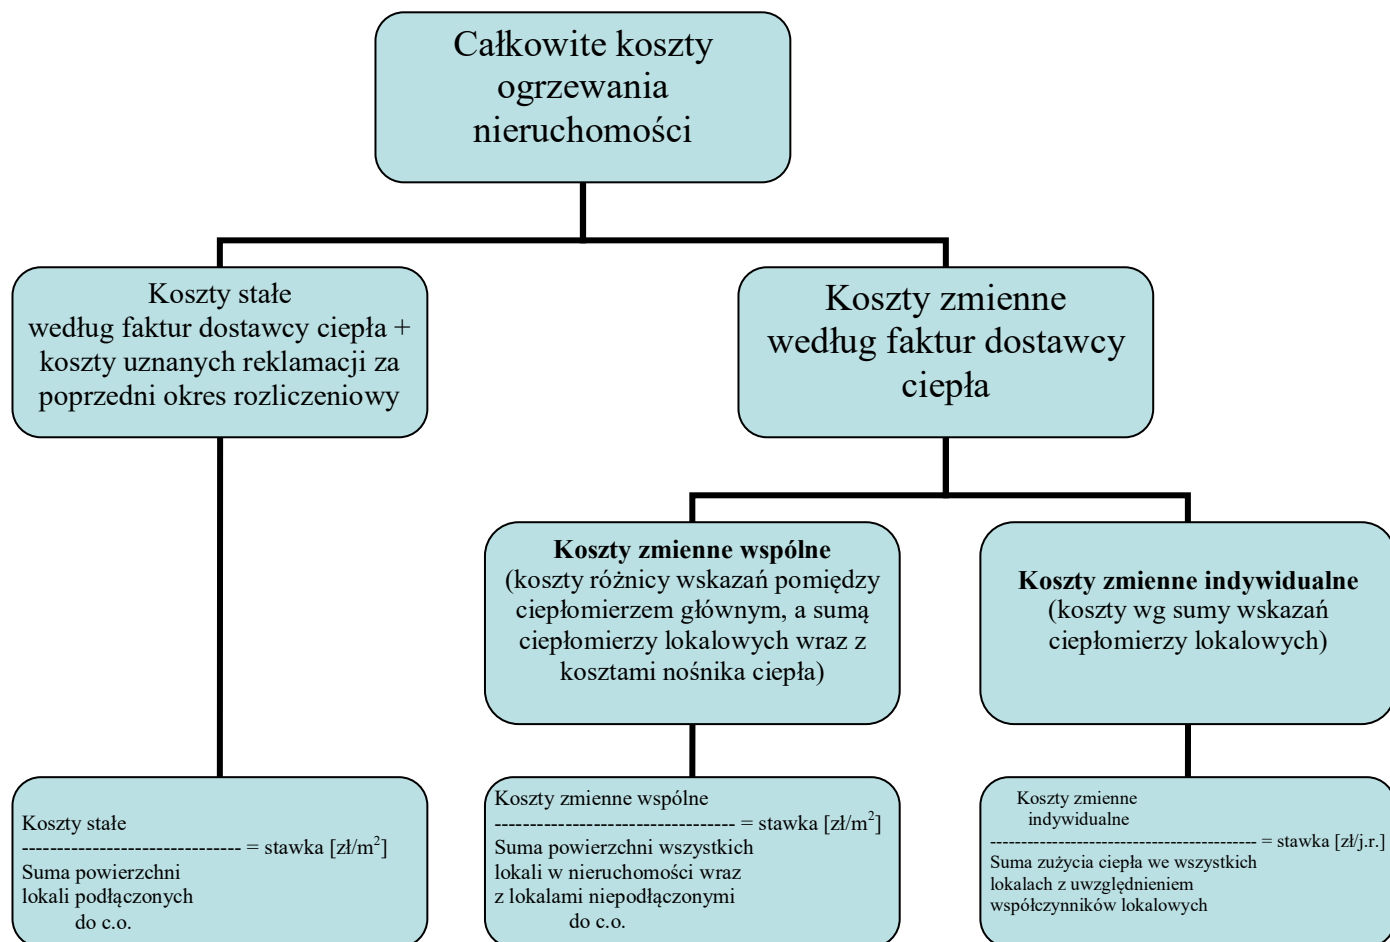 Całkowite koszty
ogrzewania
nieruchomości
Koszty stałe
według faktur dostawcy ciepła +
koszty uznanych reklamacji za
poprzedni okres rozliczeniowy
Koszty zmienne
według faktur dostawcy
ciepła
Koszty zmienne wspólne
(koszty różnicy wskazań pomiędzy
ciepłomierzem głównym, a sumą
ciepłomierzy lokalowych wraz z
kosztami nośnika ciepła)
Koszty zmienne indywidualne
(koszty wg sumy wskazań
ciepłomierzy lokalowych)
Koszty stałe
------------------------------- = stawka [zł/m²]
Suma powierzchni
lokali podłączonych
do c.o.
Koszty zmienne wspólne
---------------------------------- = stawka [zł/m²]
Suma powierzchni wszystkich
lokali w nieruchomości wraz
z lokalami niepodłączonymi
do c.o.
Koszty zmienne
indywidualne
------------------------------------------- = stawka [zł/j.r.]
Suma zużycia ciepła we wszystkich
lokalach z uwzględnieniem
współczynników lokalowych